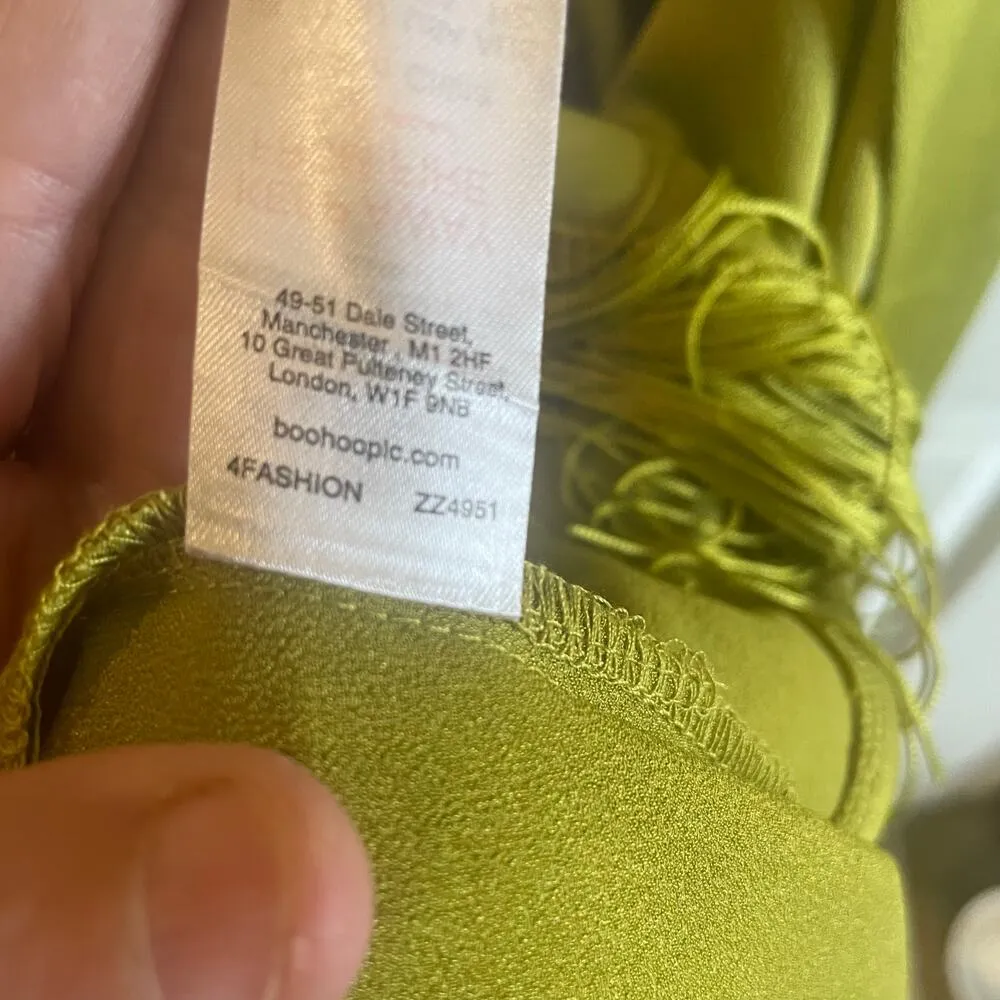 49-51 Dale Street,
Manchester, M1 2HF
10 Great Pulteney Street,
London, W1F 9NB
boohooplc.com
4FASHION ZZ4951